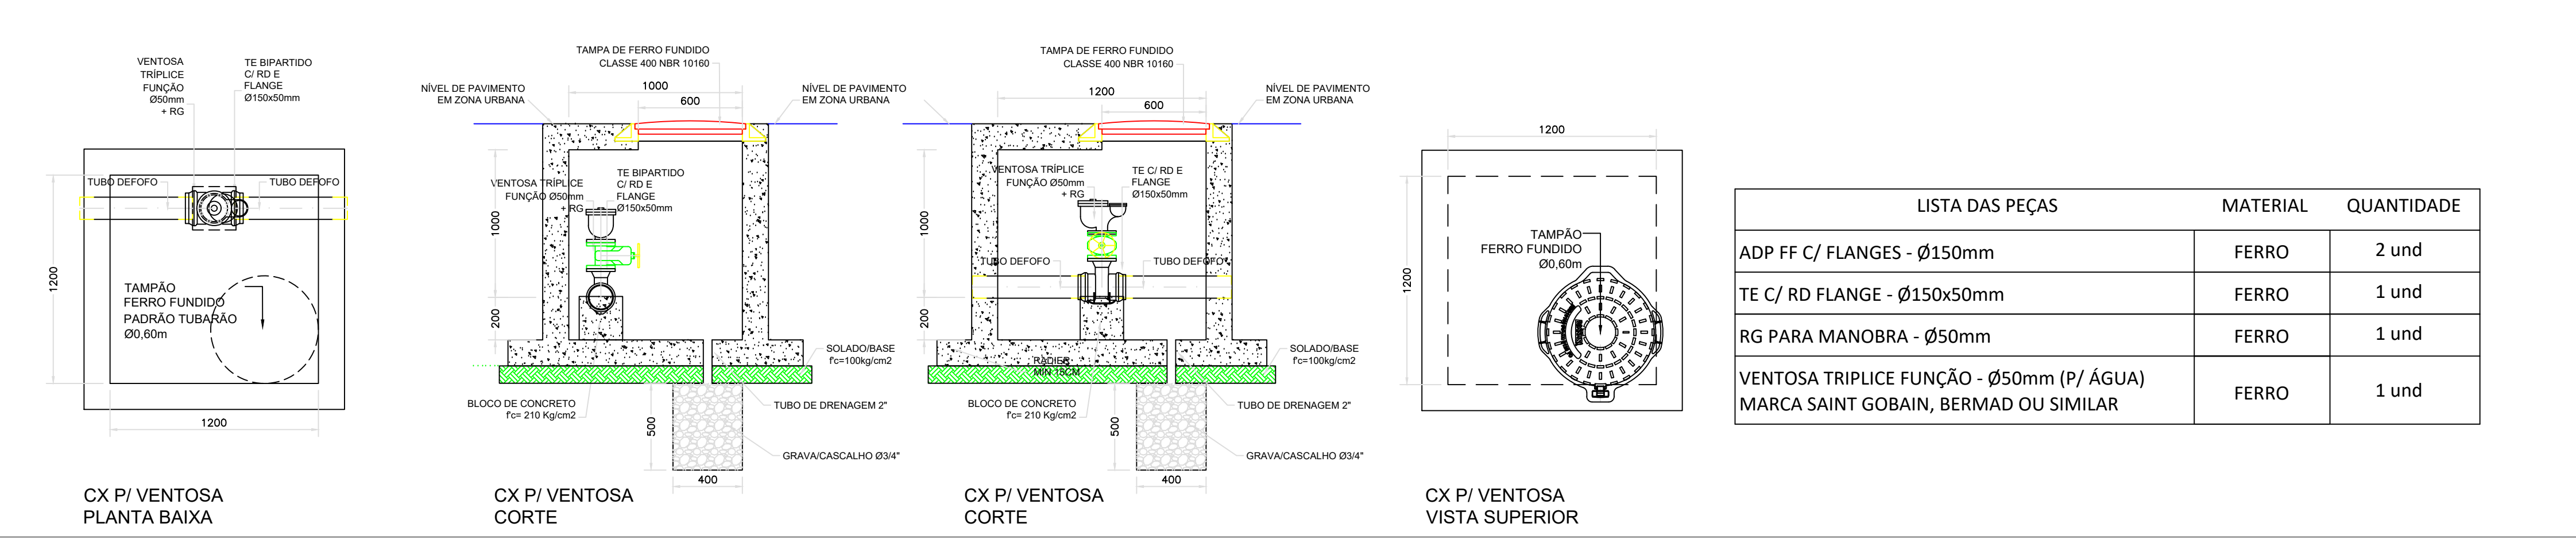 VENTOSA
TRÍPLICE
FUNÇÃO
Ø50mm
+ RG
TE BIPARTIDO
C/ RD E
FLANGE
Ø150x50mm
TUBO DEFOFO
TUBO DEFOFO
1200
TAMPÃO
FERRO FUNDIDO
PADRÃO TUBARÃO
Ø0,60m
1200
CX P/ VENTOSA
PLANTA BAIXA
TAMPA DE FERRO FUNDIDO
CLASSE 400 NBR 10160
NÍVEL DE PAVIMENTO
EM ZONA URBANA
1000
600
NÍVEL DE PAVIMENTO
EM ZONA URBANA
VENTOSA TRÍPLICE
FUNÇÃO Ø50mm
+ RG
TE BIPARTIDO
C/ RD E
FLANGE
Ø150x50mm
1000
200
SOLADO/BASE
f'c=100kg/cm2
BLOCO DE CONCRETO
f'c= 210 Kg/cm2
TUBO DE DRENAGEM 2"
500
GRAVA/CASCALHO Ø3/4"
400
CX P/ VENTOSA
CORTE
TAMPA DE FERRO FUNDIDO
CLASSE 400 NBR 10160
1200
600
NÍVEL DE PAVIMENTO
EM ZONA URBANA
VENTOSA TRÍPLICE
FUNÇÃO Ø50mm
+ RG
TE C/ RD E
FLANGE
Ø150x50mm
1000
TUBO DEFOFO
TUBO DEFOFO
200
RADIER
MIN 15CM
SOLADO/BASE
f'c=100kg/cm2
BLOCO DE CONCRETO
f'c= 210 Kg/cm2
TUBO DE DRENAGEM 2"
500
GRAVA/CASCALHO Ø3/4"
400
CX P/ VENTOSA
CORTE
1200
1200
TAMPÃO
FERRO FUNDIDO
Ø0,60m
CX P/ VENTOSA
VISTA SUPERIOR
LISTA DAS PEÇAS MATERIAL QUANTIDADE
ADP FF C/ FLANGES - Ø150mm FERRO 2 und
TE C/ RD FLANGE - Ø150x50mm FERRO 1 und
RG PARA MANOBRA - Ø50mm FERRO 1 und
VENTOSA TRIPLICE FUNÇÃO - Ø50mm (P/ ÁGUA)
MARCA SAINT GOBAIN, BERMAD OU SIMILAR FERRO 1 und